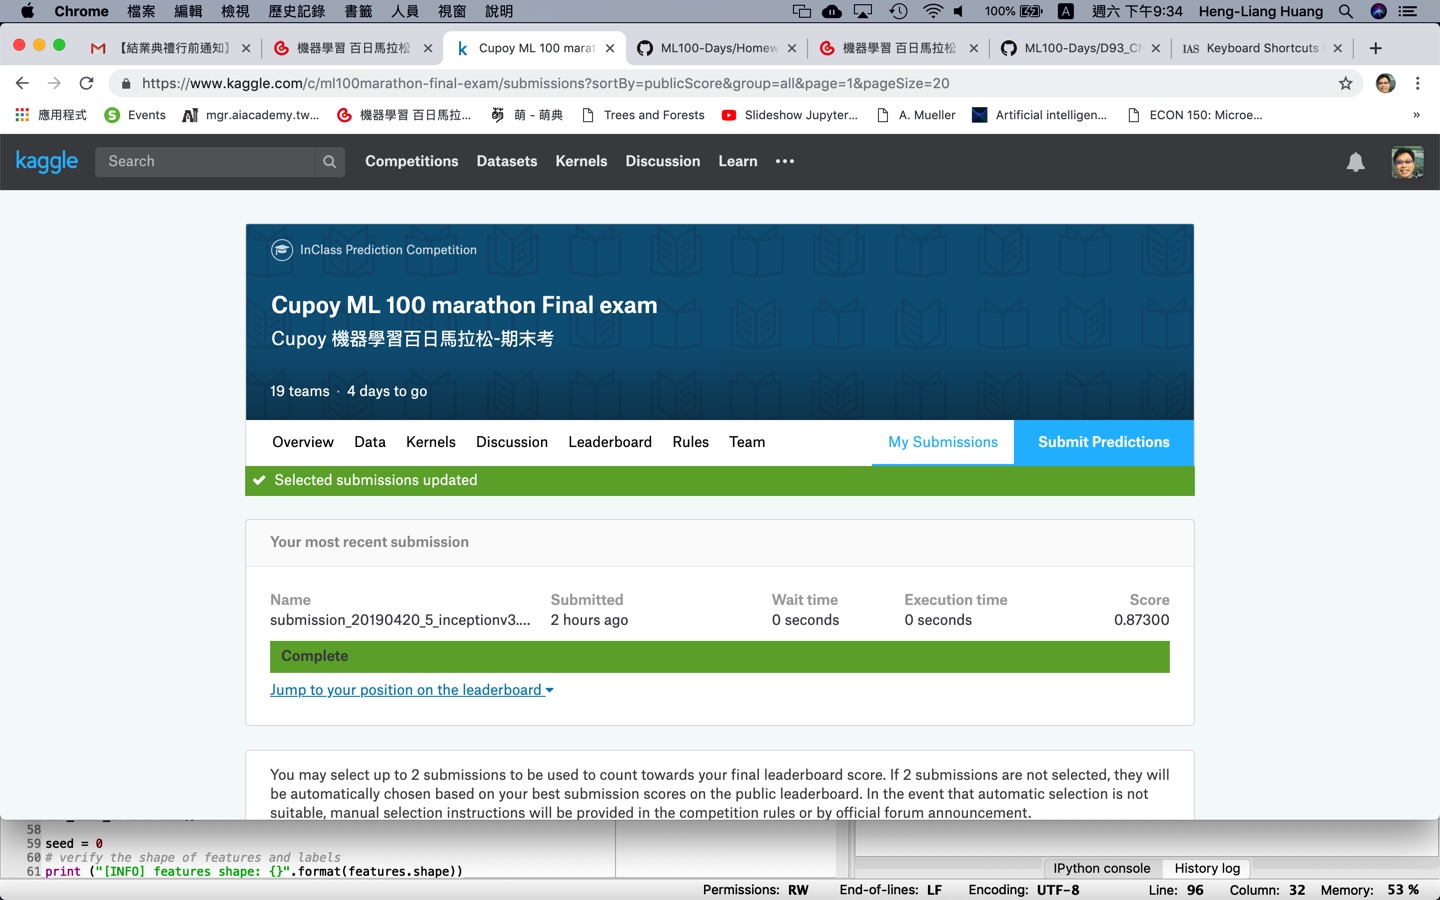 Chrome 檔案 編輯 檢視 歷史記錄 書籤 人員 視窗 說明 100% A 週六 下午9:34 Heng-Liang Huang
【結業典禮行前通知】 機器學習 百日馬拉松 Cupoy ML 100 marat ML100-Days/Homew 機器學習 百日馬拉松 ML100-Days/D93_C IAS Keyboard Shortcuts
https://www.kaggle.com/c/ml100marathon-final-exam/submissions?sortBy=publicScore&group=all&page=1&pageSize=20
應用程式 Events mgr.aiacademy.tw... 機器學習 百日馬拉... 萌 - 萌典 Trees and Forests Slideshow Jupyter... A. Mueller Artificial intelligen... ECON 150: Microe... »
kaggle Search Competitions Datasets Kernels Discussion Learn •••
InClass Prediction Competition
Cupoy ML 100 marathon Final exam
Cupoy 機器學習百日馬拉松-期末考
19 teams · 4 days to go
Overview Data Kernels Discussion Leaderboard Rules Team My Submissions Submit Predictions
Selected submissions updated
Your most recent submission
Name Submitted Wait time Execution time Score
submission_20190420_5_inceptionv3.... 2 hours ago 0 seconds 0 seconds 0.87300
Complete
Jump to your position on the leaderboard
You may select up to 2 submissions to be used to count towards your final leaderboard score. If 2 submissions are not selected, they will
be automatically chosen based on your best submission scores on the public leaderboard. In the event that automatic selection is not
suitable, manual selection instructions will be provided in the competition rules or by official forum announcement.
58
59 seed = 0
60 # verify the shape of features and labels
61 print ("[INFO] features shape: {}".format(features.shape))
IPython console History log
Permissions: RW End-of-lines: LF Encoding: UTF-8 Line: 96 Column: 32 Memory: 53 %